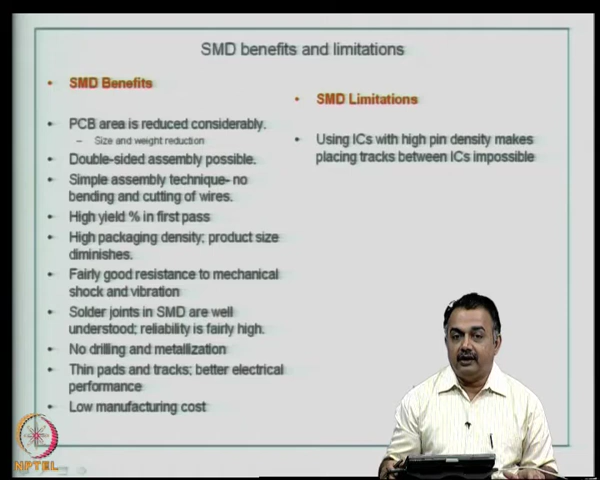 SMD benefits and limitations
SMD Benefits
PCB area is reduced considerably.
– Size and weight reduction
Double-sided assembly possible.
Simple assembly technique- no
bending and cutting of wires.
High yield % in first pass
High packaging density; product size
diminishes.
Fairly good resistance to mechanical
shock and vibration
Solder joints in SMD are well
understood; reliability is fairly high.
No drilling and metallization
Thin pads and tracks; better electrical
performance
Low manufacturing cost
SMD Limitations
Using ICs with high pin density makes
placing tracks between ICs impossible
NPTEL